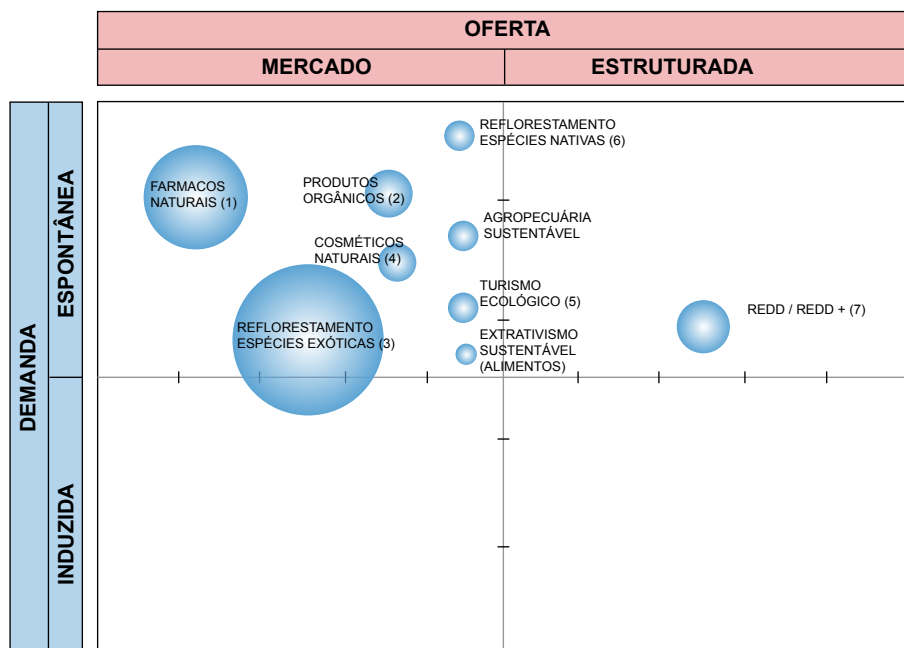 OFERTA
MERCADO
ESTRUTURADA
DEMANDA
ESPONTÂNEA
INDUZIDA
REFLORESTAMENTO
ESPÉCIES NATIVAS (6)
FARMACOS
NATURAIS (1)
PRODUTOS
ORGÂNICOS (2)
AGROPECUÁRIA
SUSTENTÁVEL
COSMÉTICOS
NATURAIS (4)
TURISMO
ECOLÓGICO (5)
REFLORESTAMENTO
ESPÉCIES EXÓTICAS (3)
EXTRATIVISMO
SUSTENTÁVEL
(ALIMENTOS)
REDD / REDD + (7)